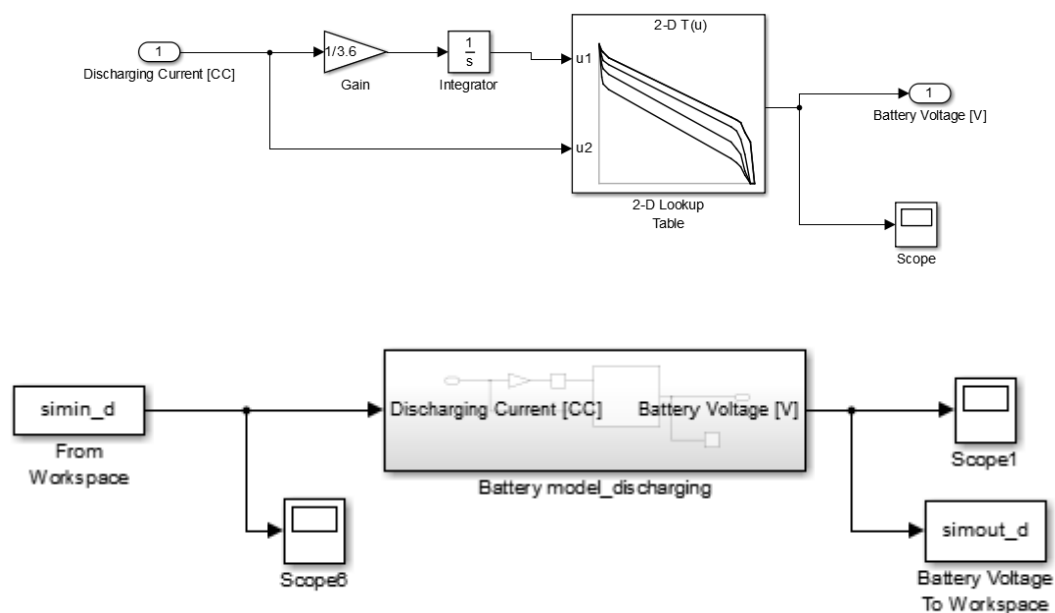 2-D T(u)
1
Discharging Current [CC]
1/3.6
Gain
1
s
Integrator
u1
u2
2-D Lookup
Table
1
Battery Voltage [V]
Scope
simin_d
From
Workspace
Scope6
Discharging Current [CC]
Battery Voltage [V]
Battery model_discharging
Scope1
simout_d
Battery Voltage
To Workspace